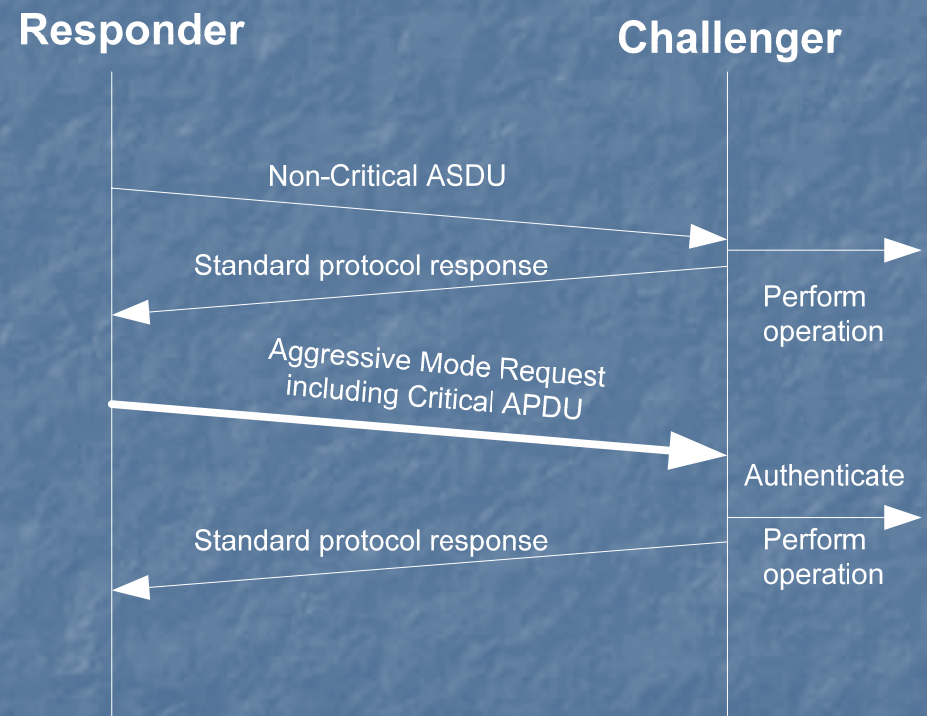 Responder
Challenger
Non-Critical ASDU
Standard protocol response
Perform
operation
Aggressive Mode Request
including Critical APDU
Authenticate
Standard protocol response
Perform
operation